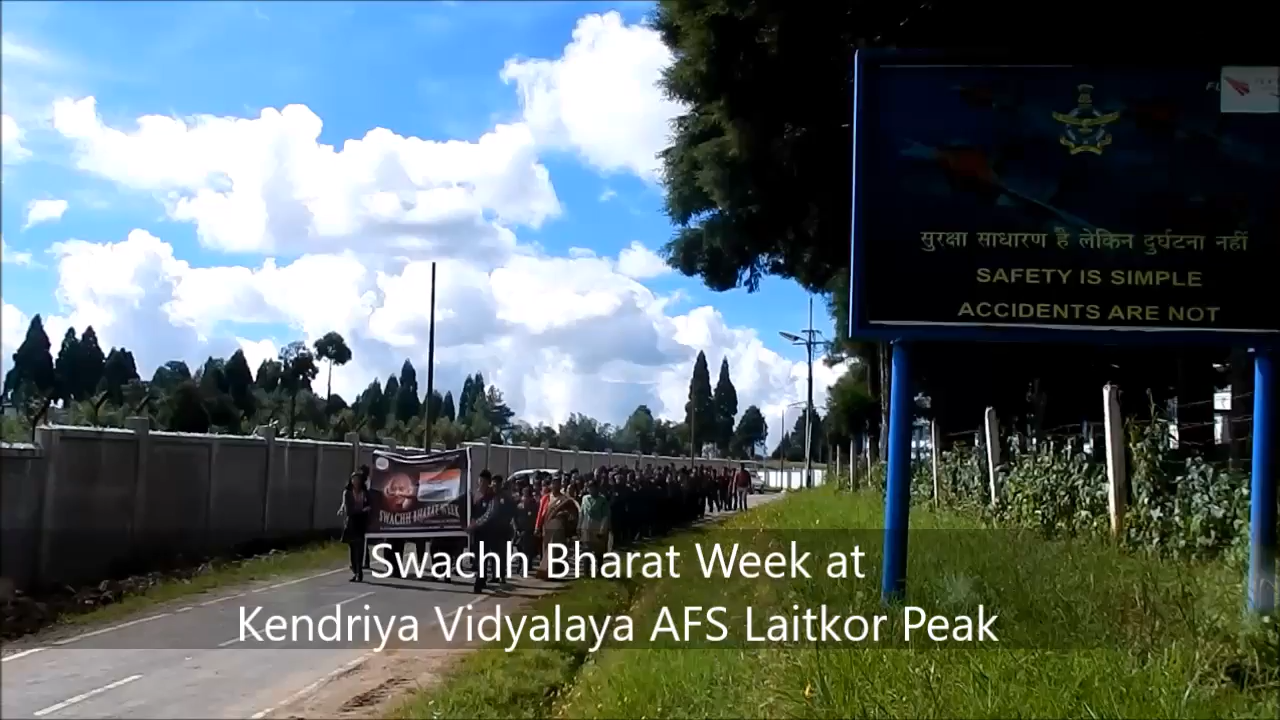 सुरक्षा साधारण है लेकिन दुर्घटना नहीं
SAFETY IS SIMPLE
ACCIDENTS ARE NOT
SWACHH BHARAT WEEK
Swachh Bharat Week at
Kendriya Vidyalaya AFS Laitkor Peak